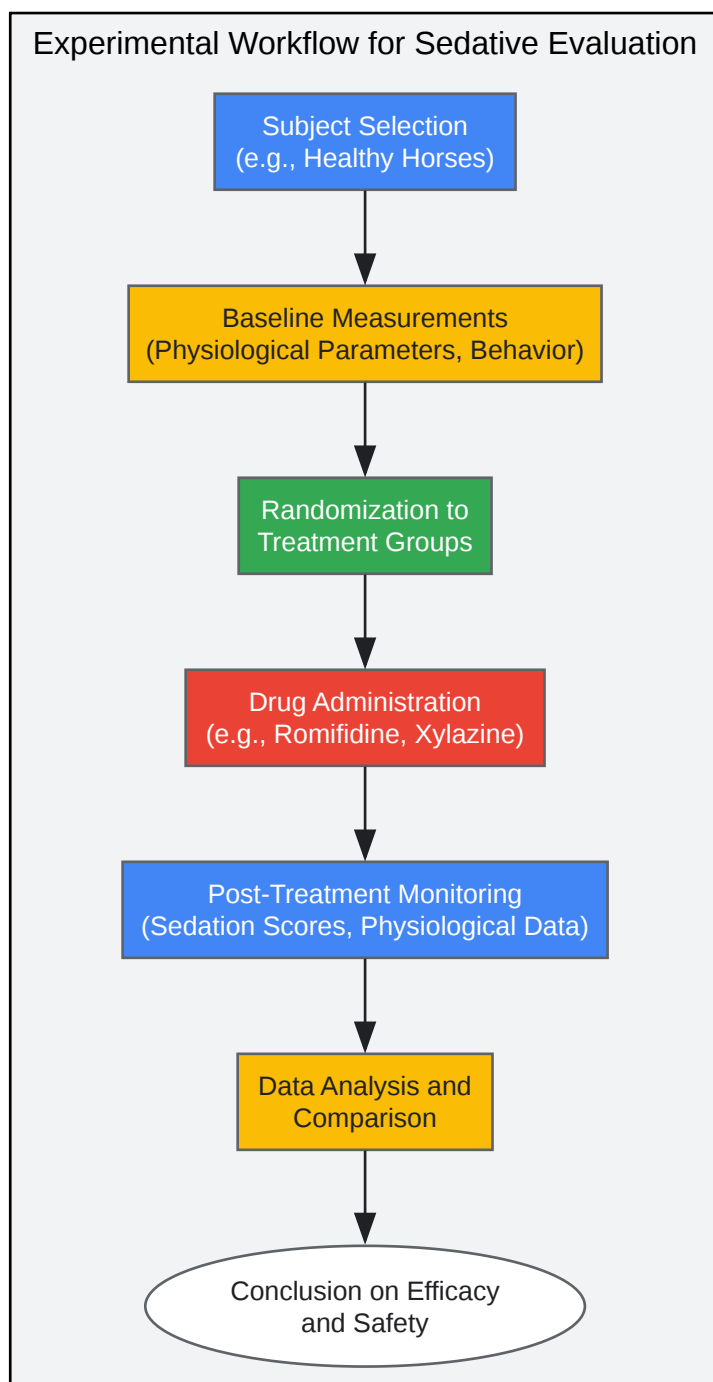 Experimental Workflow for Sedative Evaluation
Subject Selection
(e.g., Healthy Horses)
Baseline Measurements
(Physiological Parameters, Behavior)
Randomization to
Treatment Groups
Drug Administration
(e.g., Romifidine, Xylazine)
Post-Treatment Monitoring
(Sedation Scores, Physiological Data)
Data Analysis and
Comparison
Conclusion on Efficacy
and Safety